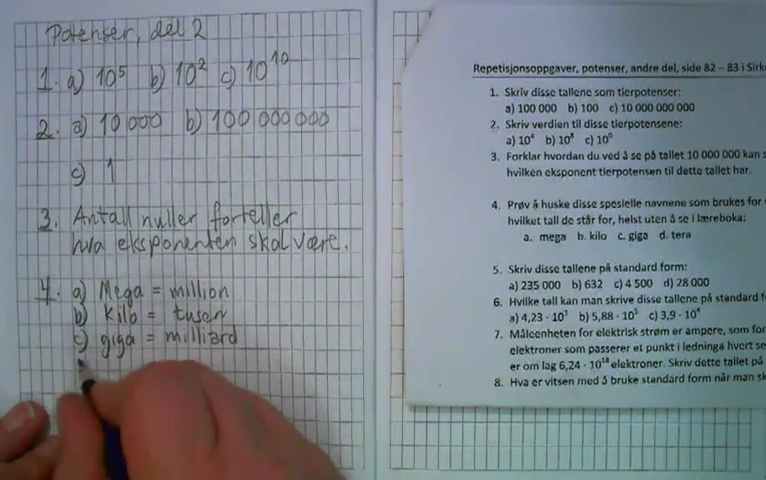 Potenser, del 2
1. a) 10⁵ b) 10² c) 10¹⁰
2. a) 10 000 b) 100 000 000
c) 1
3. Antall nuller forteller
hva eksponenten skal være.
4. a) Mega = million
b) Kilo = tusen
c) giga = milliard
Repetisjonsoppgaver, potenser, andre del, side 82 – 83 i
1. Skriv disse tallene som tierpotenser:
a) 100 000 b) 100 c) 10 000 000 000
2. Skriv verdien til disse tierpotensene:
a) 10⁴ b) 10⁸ c) 10⁰
3. Forklar hvordan du ved å se på tallet 10 000 000 kan
hvilken eksponent tierpotensen til dette tallet har.
4. Prøv å huske disse spesielle navnene som brukes for
hvilket tall de står for, helst uten å se i læreboka:
a. mega b. kilo c. giga d. tera
5. Skriv disse tallene på standard form:
a) 235 000 b) 632 c) 4 500 d) 28 000
6. Hvilke tall kan man skrive disse tallene på standard
a) 4,23 · 10³ b) 5,88 · 10⁵ c) 3,9 · 10⁴
7. Måleenheten for elektrisk strøm er ampere, som
elektroner som passerer et punkt i ledninga hvert
er om lag 6,24 · 10¹⁸ elektroner. Skriv dette tallet på
8. Hva er vitsen med å bruke standard form når man